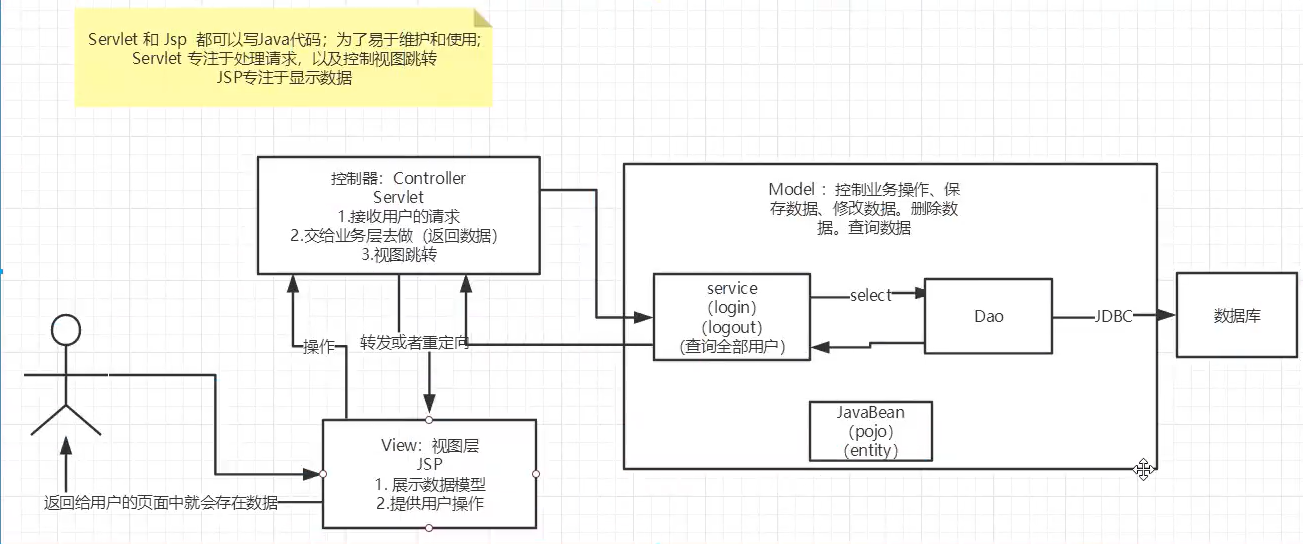 Servlet 和 Jsp 都可以写Java代码；为了易于维护和使用;
Servlet 专注于处理请求，以及控制视图跳转
JSP专注于显示数据
控制器：Controller
Servlet
1.接收用户的请求
2.交给业务层去做（返回数据）
3.视图跳转
Model ：控制业务操作、保
存数据、修改数据。删除数
据。查询数据
service
（login）
（logout）
（查询全部用户）
select
Dao
JDBC
数据库
操作
转发或者重定向
JavaBean
（pojo）
（entity）
View：视图层
JSP
1. 展示数据模型
2.提供用户操作
返回给用户的页面中就会存在数据